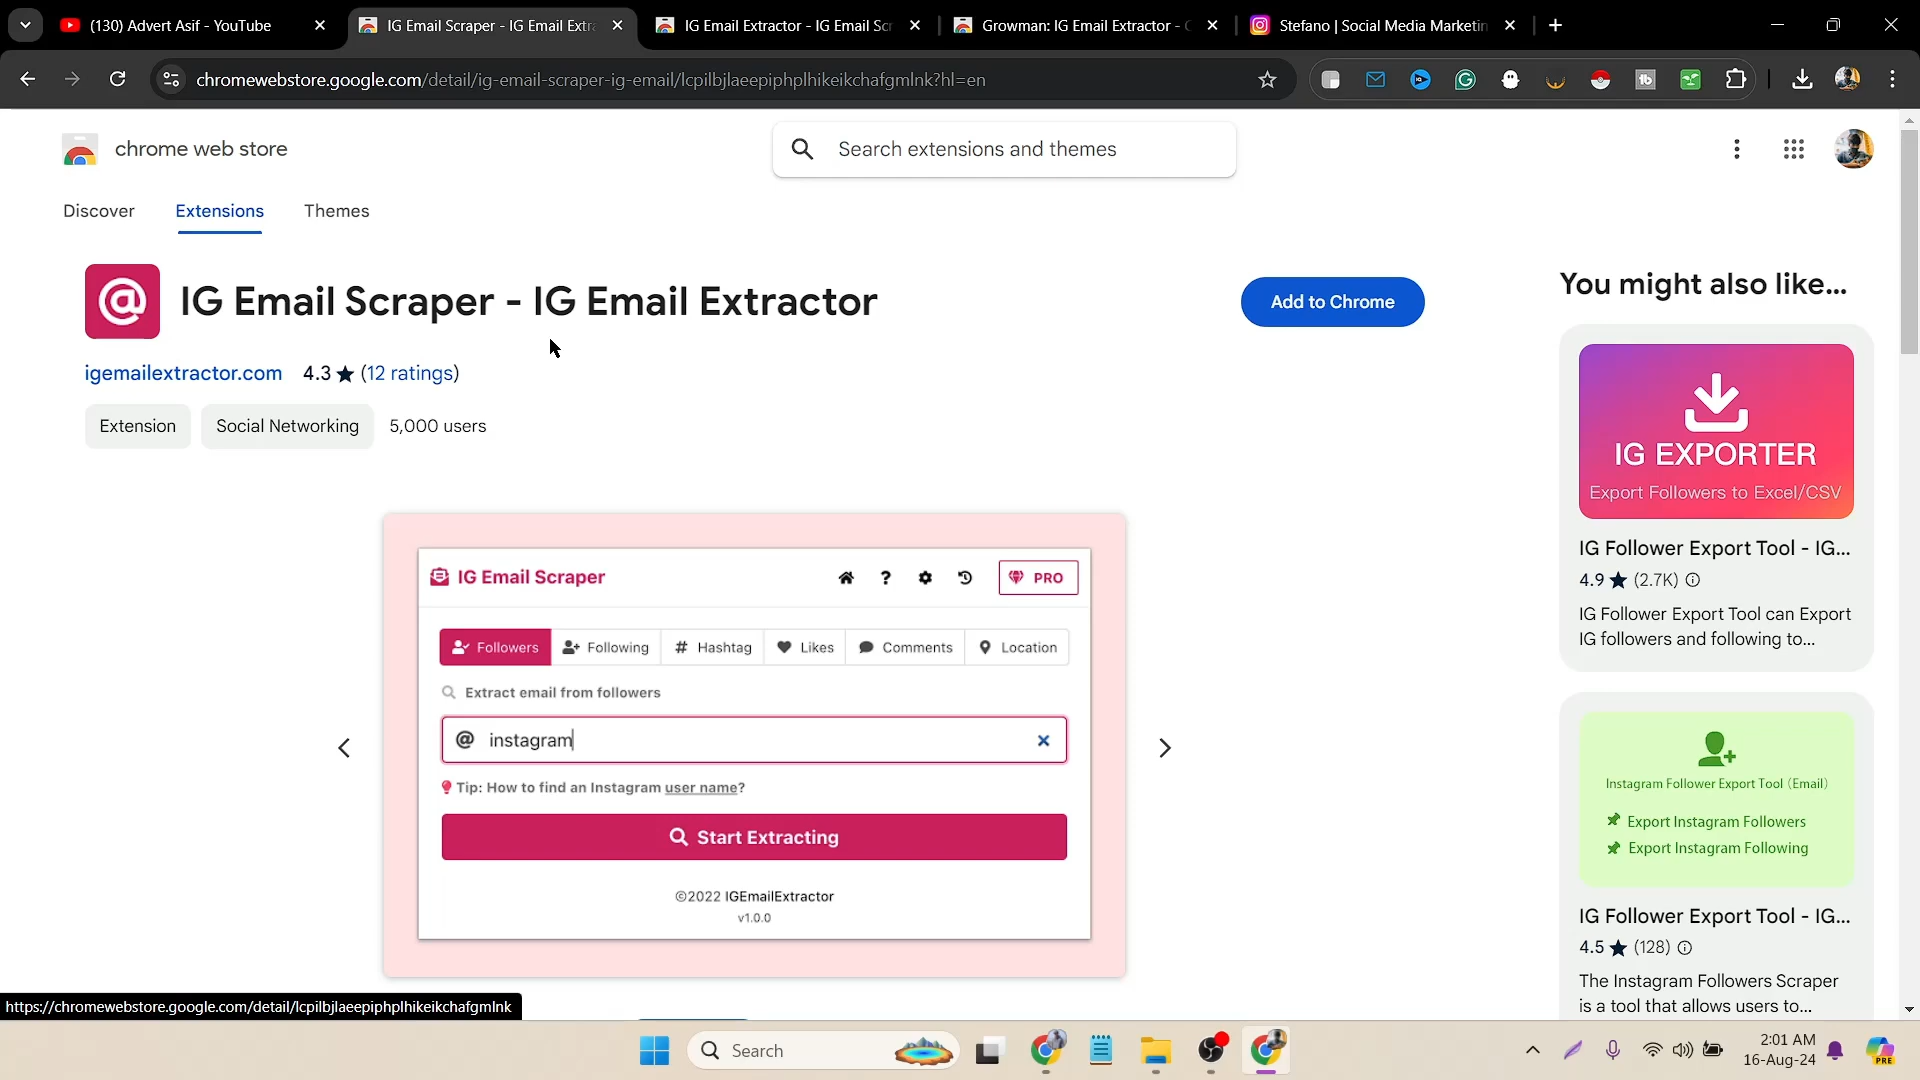 (130) Advert Asif - YouTube
IG Email Scraper - IG Email Extra
IG Email Extractor - IG Email Scr
Growman: IG Email Extractor -
Stefano | Social Media Marketin
chromewebstore.google.com/detail/ig-email-scraper-ig-email/lcpilbjlaeepiphplhikeikchafgmlnk?hl=en
chrome web store
Search extensions and themes
Discover
Extensions
Themes
IG Email Scraper - IG Email Extractor
Add to Chrome
igemailextractor.com 4.3 ★ (12 ratings)
Extension
Social Networking
5,000 users
IG Email Scraper
?
PRO
Followers
Following
# Hashtag
Likes
Comments
Location
Extract email from followers
@ instagram
Tip: How to find an Instagram user name?
Start Extracting
©2022 IGEmailExtractor
v1.0.0
You might also like...
IG EXPORTER
Export Followers to Excel/CSV
IG Follower Export Tool - IG...
4.9 ★ (2.7K)
IG Follower Export Tool can Export
IG followers and following to...
Instagram Follower Export Tool (Email)
Export Instagram Followers
Export Instagram Following
IG Follower Export Tool - IG...
4.5 ★ (128)
The Instagram Followers Scraper
is a tool that allows users to...
https://chromewebstore.google.com/detail/lcpilbjlaeepiphplhikeikchafgmlnk
Search
2:01 AM
16-Aug-24
PRE